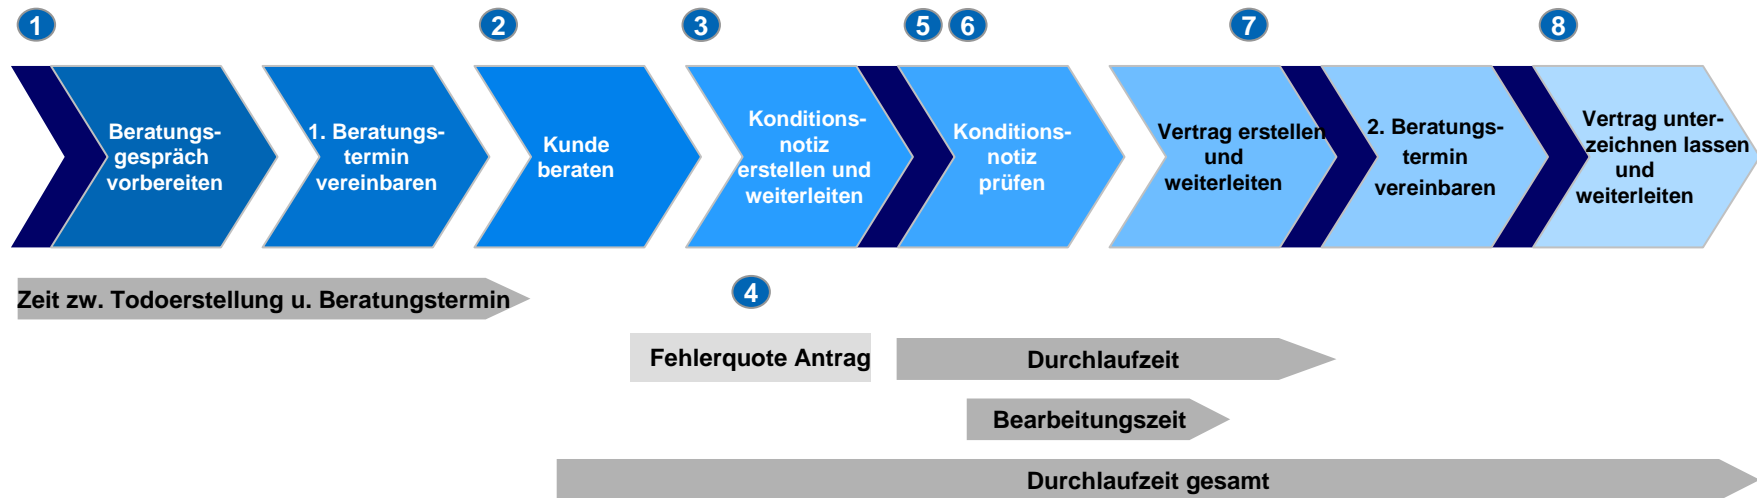 1
2
3
5
6
7
8
Beratungs-
gespräch
vorbereiten
1. Beratungs-
termin
vereinbaren
Kunde
beraten
Konditions-
notiz
erstellen und
weiterleiten
Konditions-
notiz
prüfen
Vertrag erstellen
und
weiterleiten
2. Beratungs-
termin
vereinbaren
Vertrag unter-
zeichnen lassen
und
weiterleiten
Zeit zw. Todoerstellung u. Beratungstermin
4
Fehlerquote Antrag
Durchlaufzeit
Bearbeitungszeit
Durchlaufzeit gesamt